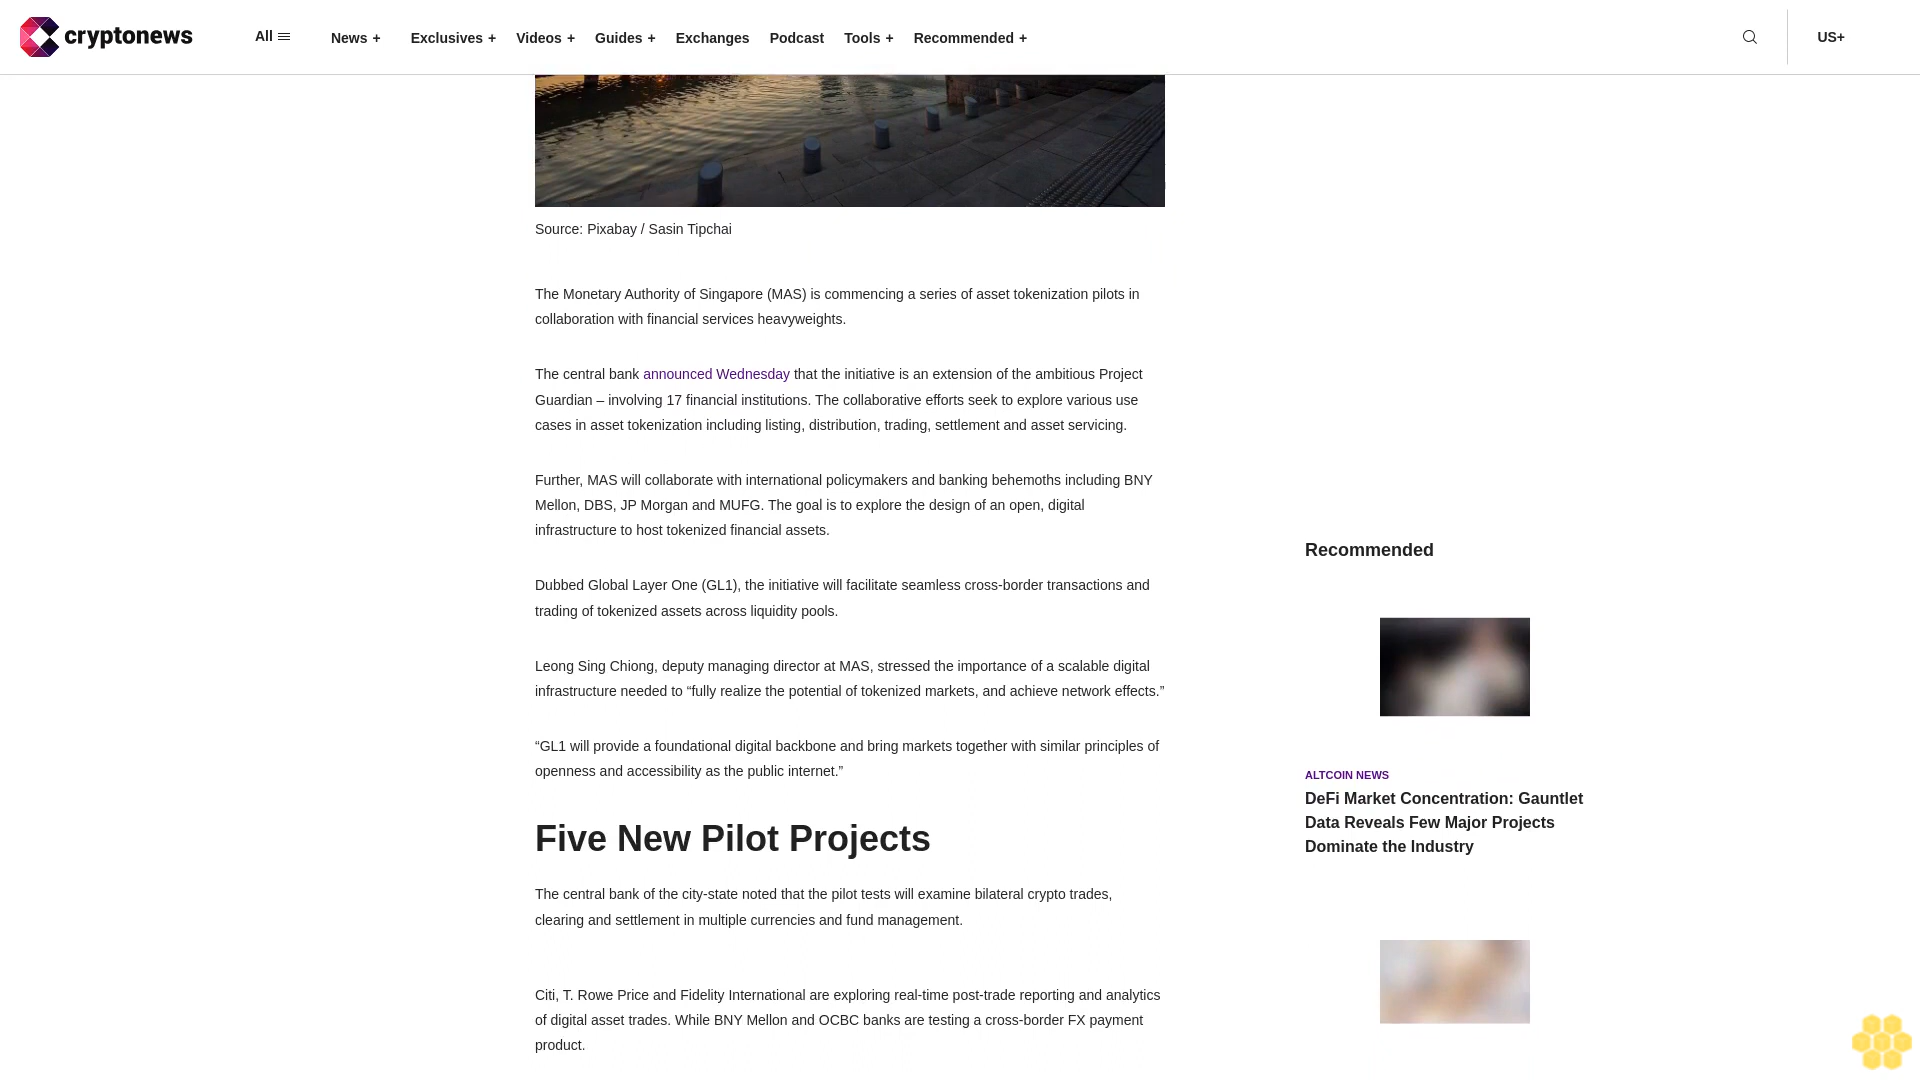 cryptonews
All
News +
Exclusives +
Videos +
Guides +
Exchanges
Podcast
Tools +
Recommended +
US+
Source: Pixabay / Sasin Tipchai
The Monetary Authority of Singapore (MAS) is commencing a series of asset tokenization pilots in
collaboration with financial services heavyweights.
The central bank announced Wednesday that the initiative is an extension of the ambitious Project
Guardian – involving 17 financial institutions. The collaborative efforts seek to explore various use
cases in asset tokenization including listing, distribution, trading, settlement and asset servicing.
Further, MAS will collaborate with international policymakers and banking behemoths including BNY
Mellon, DBS, JP Morgan and MUFG. The goal is to explore the design of an open, digital
infrastructure to host tokenized financial assets.
Dubbed Global Layer One (GL1), the initiative will facilitate seamless cross-border transactions and
trading of tokenized assets across liquidity pools.
Leong Sing Chiong, deputy managing director at MAS, stressed the importance of a scalable digital
infrastructure needed to “fully realize the potential of tokenized markets, and achieve network effects.”
“GL1 will provide a foundational digital backbone and bring markets together with similar principles of
openness and accessibility as the public internet.”
Five New Pilot Projects
The central bank of the city-state noted that the pilot tests will examine bilateral crypto trades,
clearing and settlement in multiple currencies and fund management.
Citi, T. Rowe Price and Fidelity International are exploring real-time post-trade reporting and analytics
of digital asset trades. While BNY Mellon and OCBC banks are testing a cross-border FX payment
product.
Recommended
ALTCOIN NEWS
DeFi Market Concentration: Gauntlet
Data Reveals Few Major Projects
Dominate the Industry